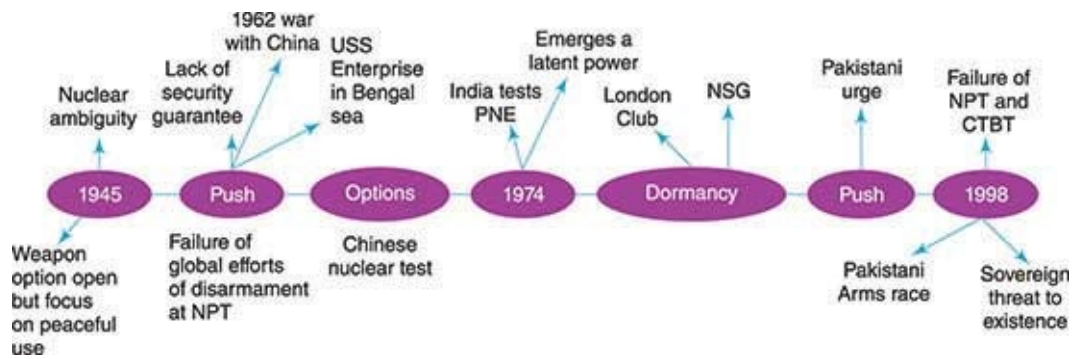 1962 war
with China
USS
Enterprise
in Bengal
sea
Lack of
security
guarantee
Nuclear
ambiguity
Emerges a
latent power
India tests
PNE
London
Club
NSG
Pakistani
urge
Failure of
NPT and
CTBT
1945
Push
Options
1974
Dormancy
Push
1998
Weapon
option open
but focus
on peaceful
use
Failure of
global efforts
of disarmament
at NPT
Chinese
nuclear test
Pakistani
Arms race
Sovereign
threat to
existence